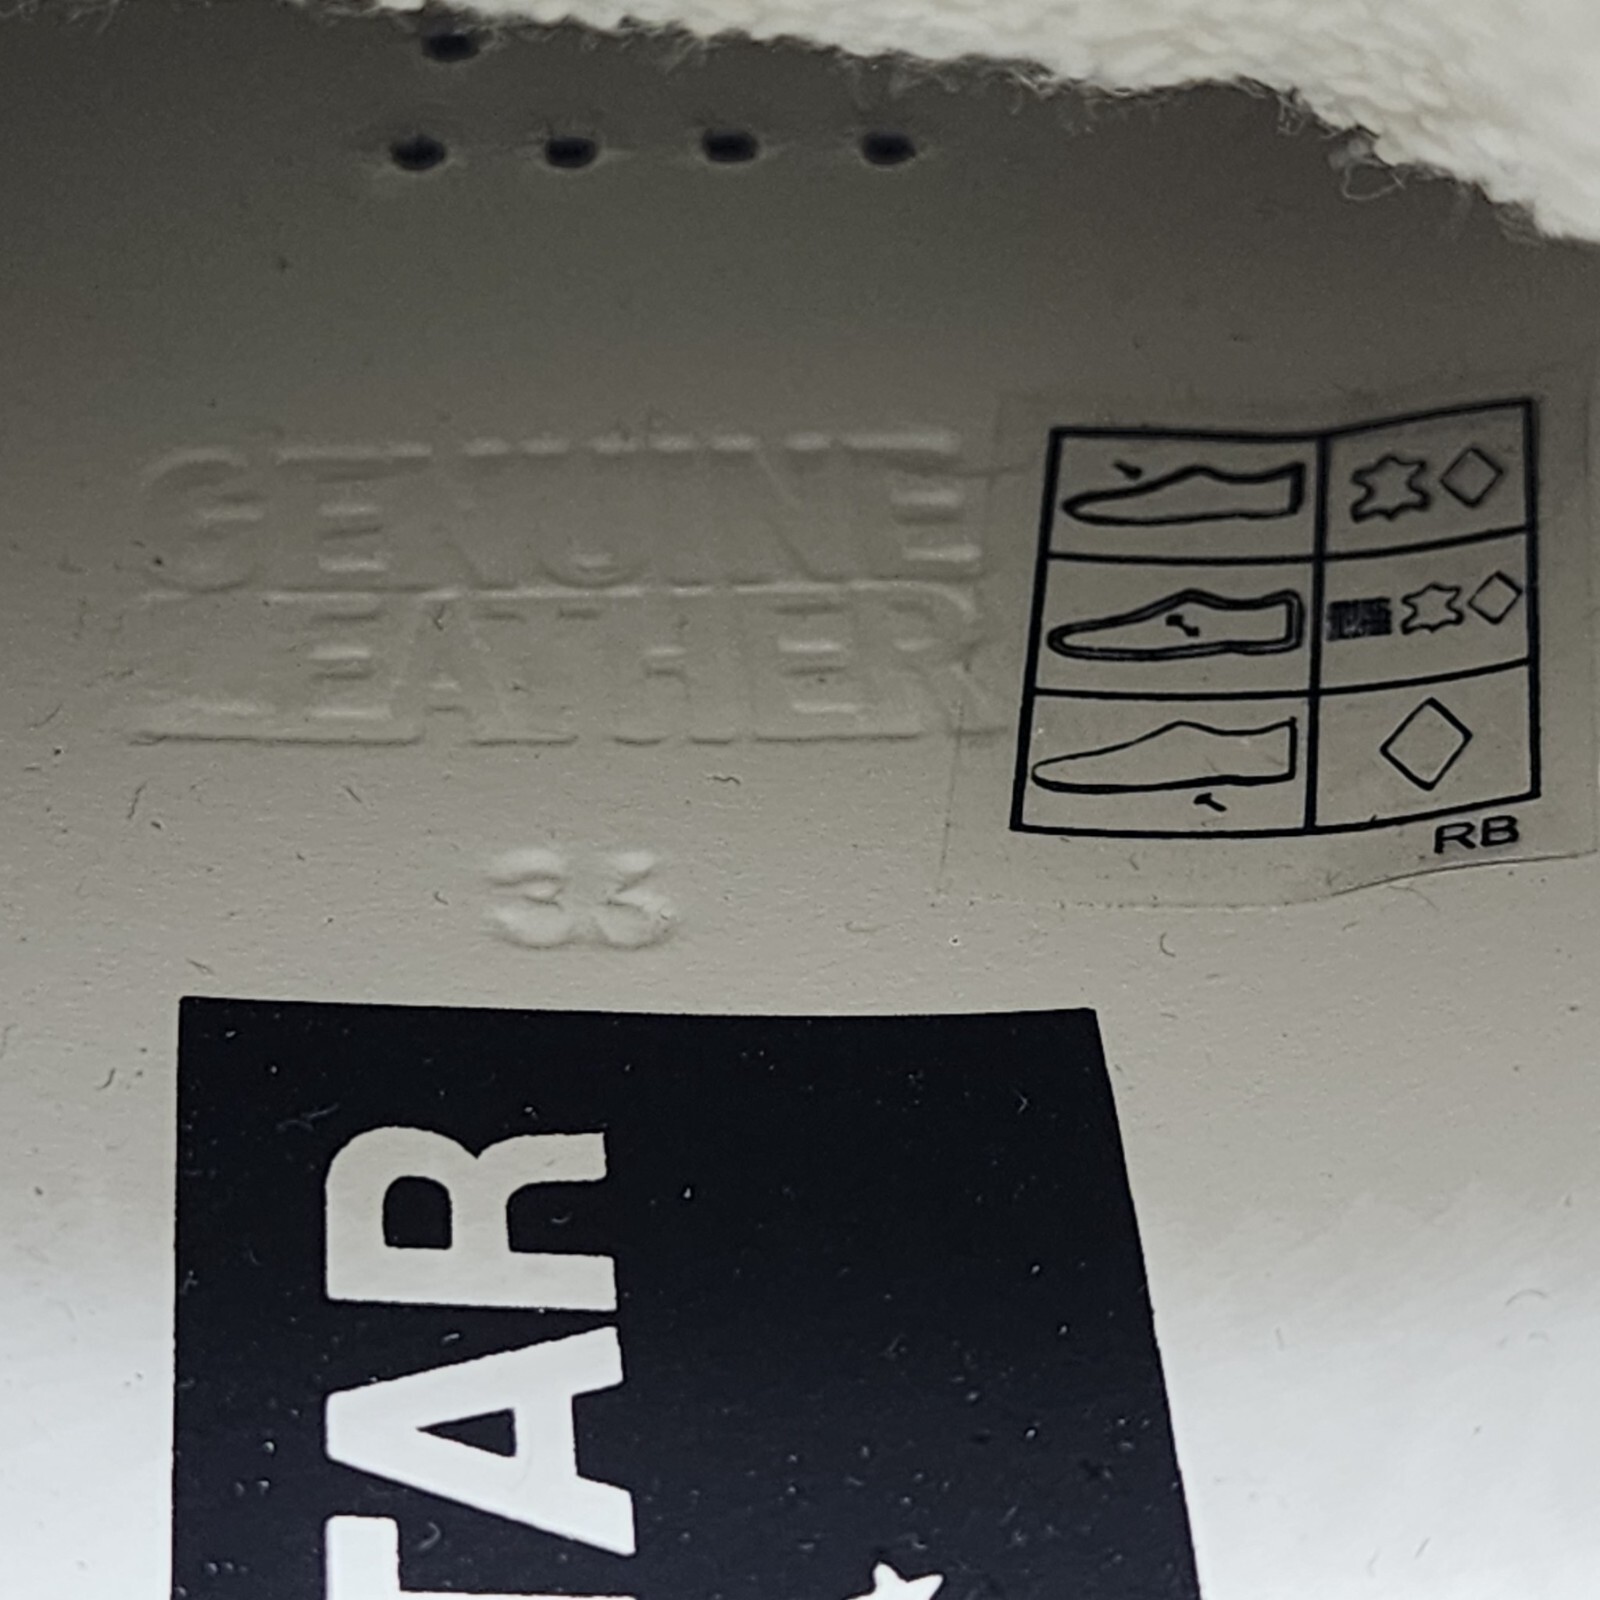 GENUINE
LEATHER
33
RB
TAR